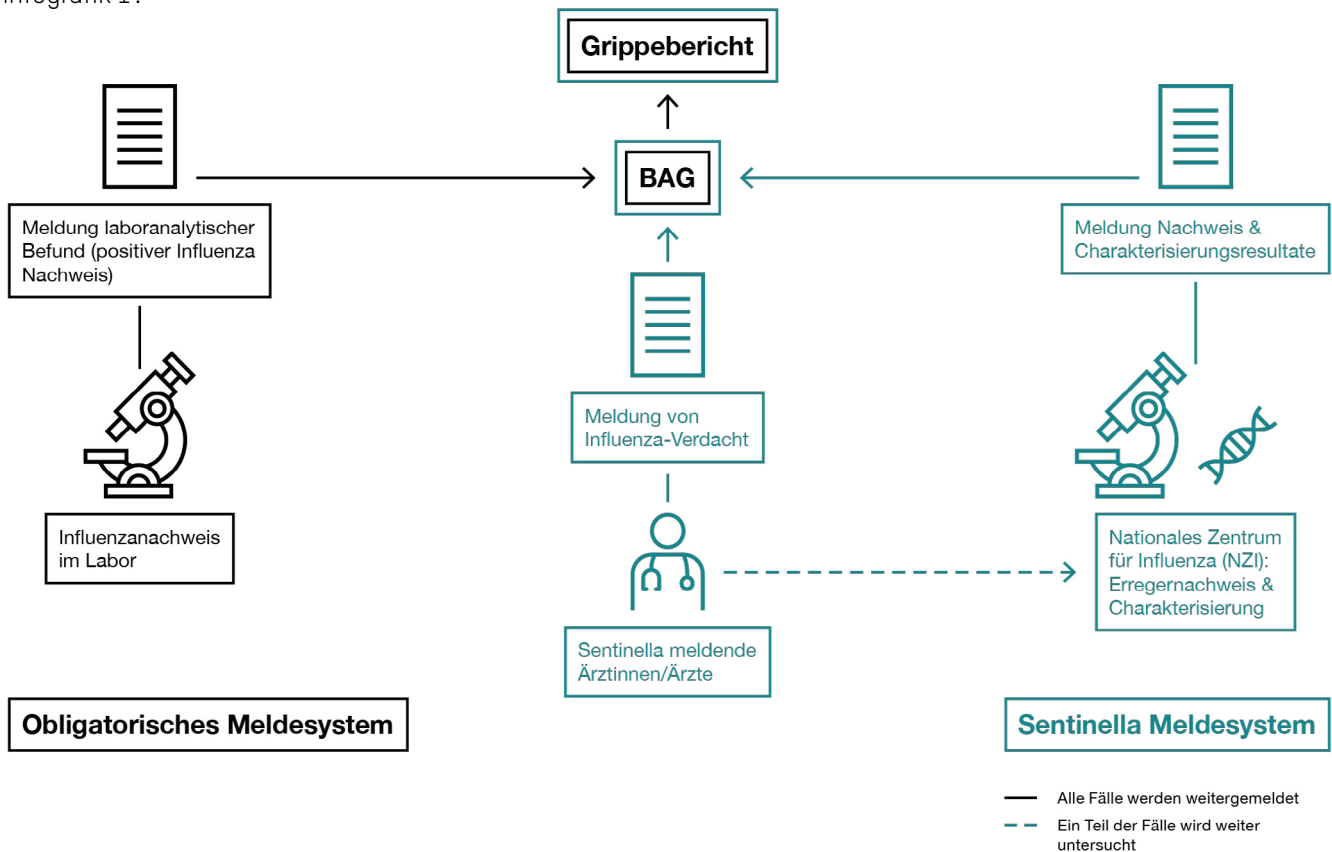 Infografik 1:
Grippebericht
BAG
Meldung laboranalytischer
Befund (positiver Influenza
Nachweis)
Meldung Nachweis &
Charakterisierungsresultate
Meldung von
Influenza-Verdacht
Influenzanachweis
im Labor
Nationales Zentrum
für Influenza (NZI):
Erregernachweis &
Charakterisierung
Sentinella meldende
Ärztinnen/Ärzte
Obligatorisches Meldesystem
Sentinella Meldesystem
Alle Fälle werden weitergemeldet
Ein Teil der Fälle wird weiter
untersucht